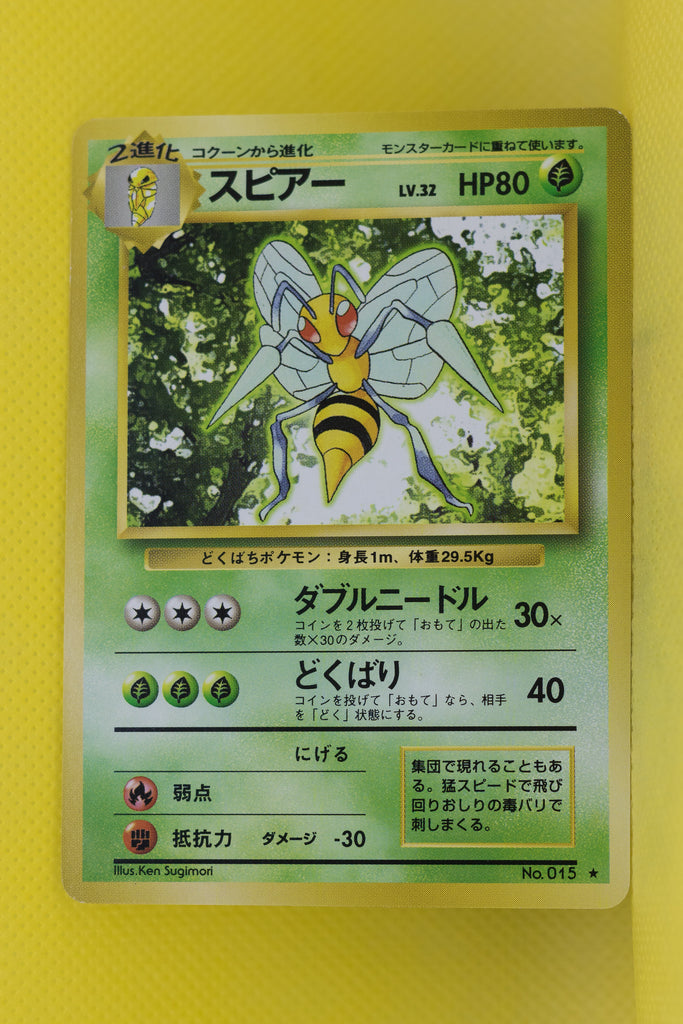 2進化 コクーンから進化 モンスターカードに重ねて使います。
スピアー LV.32 HP80
どくばちポケモン：身長1m、体重29.5Kg
ダブルニードル 30×
コインを2枚投げて「おもて」の出た
数×30のダメージ。
どくばり 40
コインを投げて「おもて」なら、相手
を「どく」状態にする。
にげる
弱点
抵抗力 ダメージ -30
集団で現れることもあ
る。猛スピードで飛び
回りおしりの毒バリで
刺しまくる。
Illus.Ken Sugimori No. 015 ★